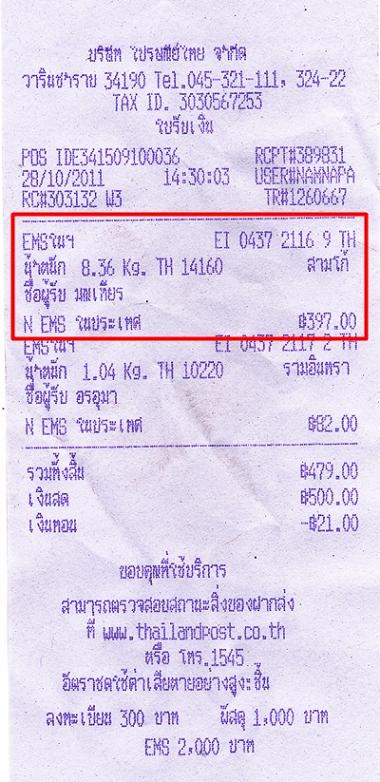 บริษัท ไปรษณีย์ไทย จำกัด
วารินชำราบ 34190 Tel.045-321-111, 324-22
TAX ID. 3030567253
ใบรับเงิน
POS IDE341509100036 RCPT#389831
28/10/2011 14:30:03 USER#NAMNAPA
RC#303132 W3 TR#1260667
EMSในฯ EI 0437 2116 9 TH
น้ำหนัก 8.36 Kg. TH 14160 สามโก้
ชื่อผู้รับ มณเฑียร
N EMS ในประเทศ ฿397.00
EMSในฯ EI 0437 2117 2 TH
น้ำหนัก 1.04 Kg. TH 10220 รามอินทรา
ชื่อผู้รับ อรอุมา
N EMS ในประเทศ ฿82.00
รวมทั้งสิ้น ฿479.00
เงินสด ฿500.00
เงินทอน -฿21.00
ขอบคุณที่ใช้บริการ
สามารถตรวจสอบสถานะสิ่งของฝากส่ง
ที่ www.thailandpost.co.th
หรือ โทร.1545
อัตราชดใช้ค่าเสียหายอย่างสูง:ชิ้น
ลงทะเบียน 300 บาท พัสดุ 1,000 บาท
EMS 2,000 บาท